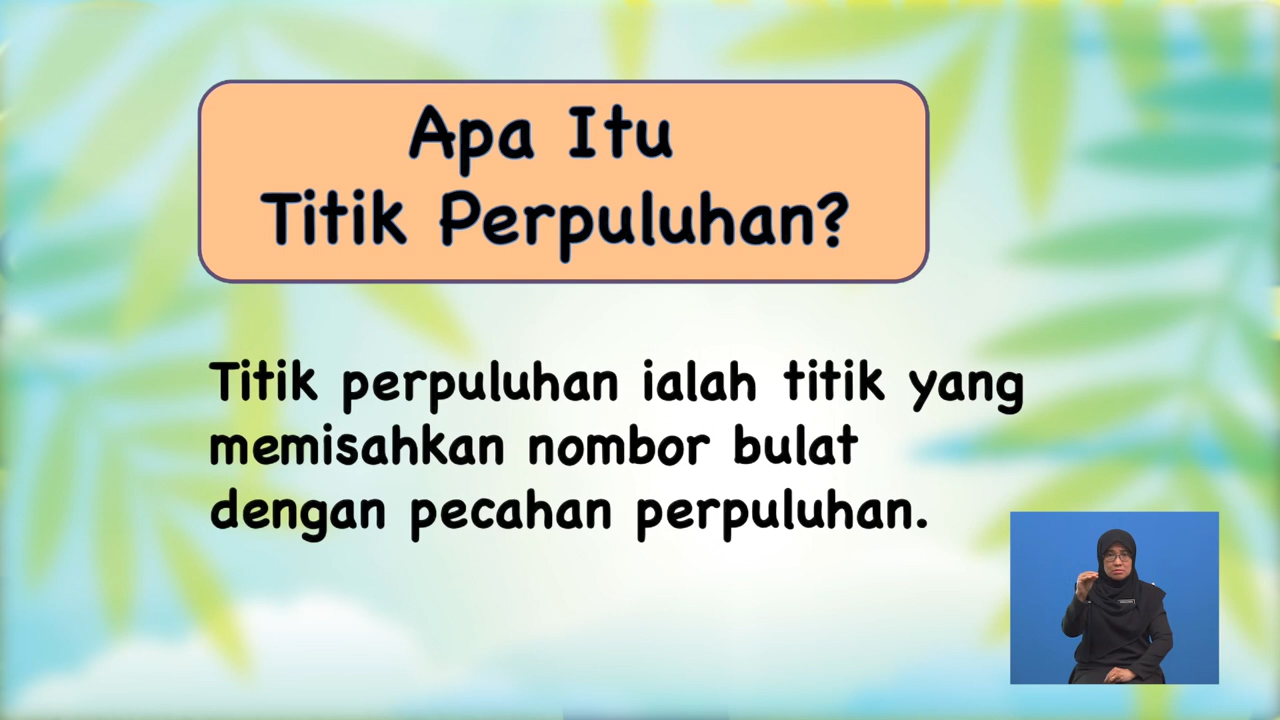 Apa Itu
Titik Perpuluhan?
Titik perpuluhan ialah titik yang
memisahkan nombor bulat
dengan pecahan perpuluhan.